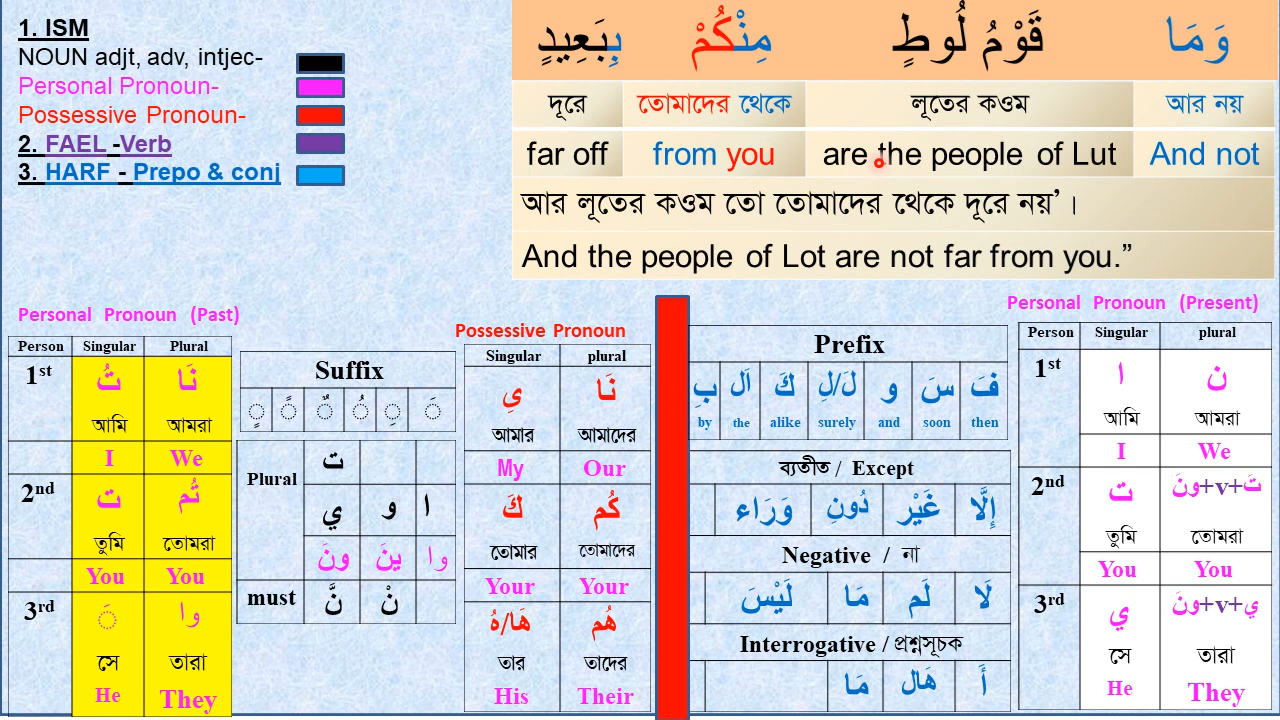 1. ISM
NOUN adjt, adv, intjec-
Personal Pronoun-
Possessive Pronoun-
2. FAEL -Verb
3. HARF - Prepo & conj
وَمَا قَوْمُ لُوطٍ مِنْكُمْ بِبَعِيدٍ
দূরে তোমাদের থেকে লূতের কওম আর নয়
far off from you are the people of Lut And not
আর লূতের কওম তো তোমাদের থেকে দূরে নয়’।
And the people of Lot are not far from you.”
Personal Pronoun (Past)
Person Singular Plural
1st تُ نَا
আমি আমরা
I We
2nd ت تُم
তুমি তোমরা
You You
3rd َ وا
সে তারা
He They
Suffix
ٍ ً ٌ ُ ِ َ
Plural ت
ي و ا
ونَ ينَ وا
must نَّ نْ
Possessive Pronoun
Singular plural
يِ نَا
আমার আমাদের
My Our
كَ كُم
তোমার তোমাদের
Your Your
هَا/هُ هُم
তার তাদের
His Their
Prefix
بِ اَل كَ لَ/لِ و سَ فَ
by the alike surely and soon then
ব্যতীত / Except
وَرَاء دُونِ غَيْر إِلَّا
Negative / না
لَيْسَ مَا لَم لَا
Interrogative / প্রশ্নসূচক
مَا هَال أَ
Personal Pronoun (Present)
Person Singular plural
1st ا ن
আমি আমরা
I We
2nd ت تَ+v+ونَ
তুমি তোমরা
You You
3rd ي ي+v+ونَ
সে তারা
He They